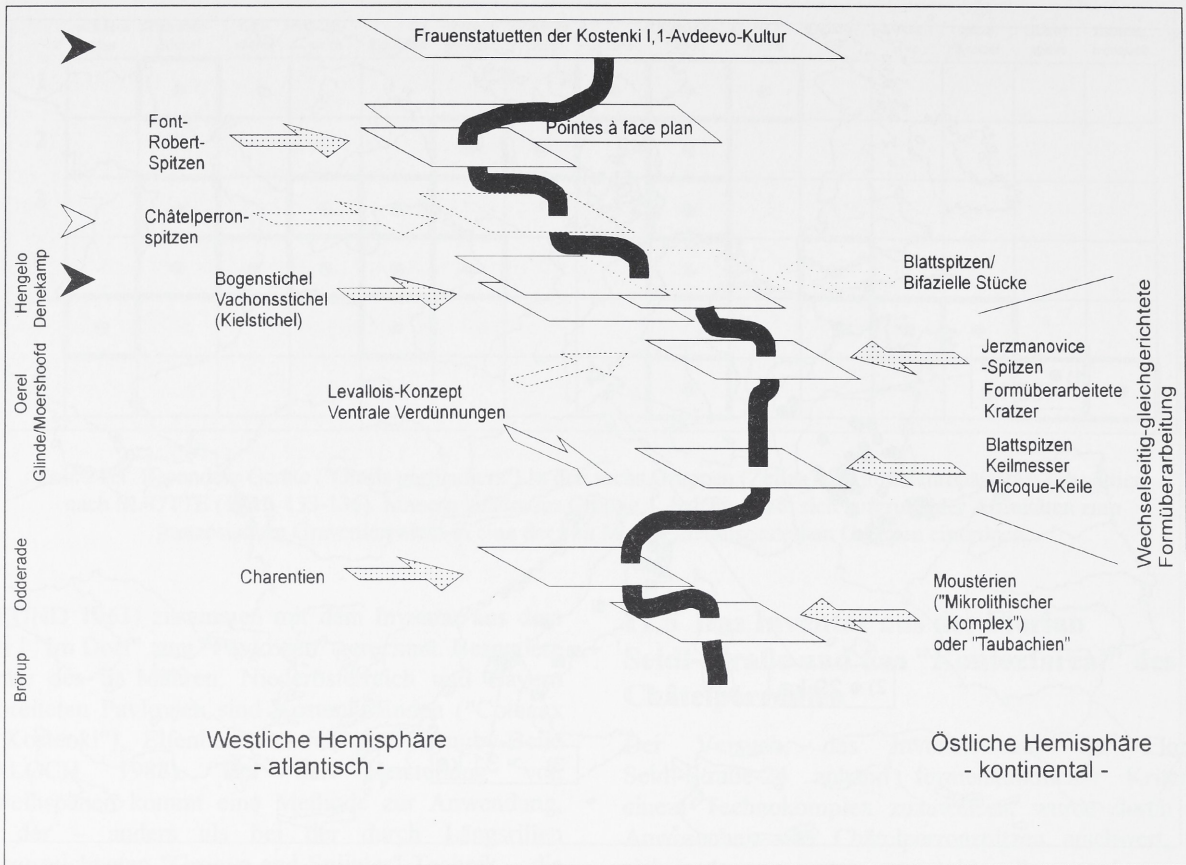 Frauenstatuetten der Kostenki I,1-Avdeevo-Kultur
Font-
Robert-
Spitzen
Pointes à face plan
Châtelperron-
spitzen
Bogenstichel
Vachonsstichel
(Kielstichel)
Blattspitzen/
Bifazielle Stücke
Jerzmanovice
-Spitzen
Formüberarbeitete
Kratzer
Levallois-Konzept
Ventrale Verdünnungen
Blattspitzen
Keilmesser
Micoque-Keile
Charentien
Moustérien
("Mikrolithischer
Komplex")
oder "Taubachien"
Wechselseitig-gleichgerichtete
Formüberarbeitung
Hengelo
Denekamp
Oerel
Glinde/Moershoofd
Odderade
Brörup
Westliche Hemisphäre
- atlantisch -
Östliche Hemisphäre
- kontinental -